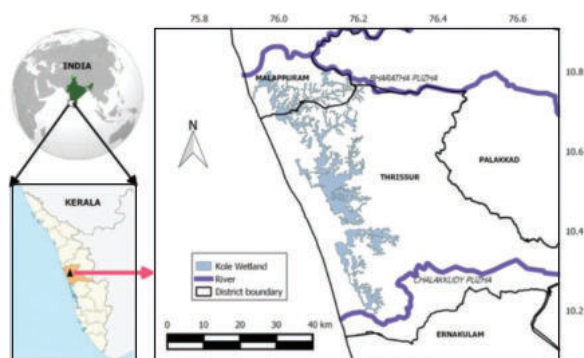 75.8 76.0 76.2 76.4 76.6
INDIA
KERALA
N
MALAPPURAM
BHARATHA PUZHA
THRISSUR
PALAKKAD
CHALAKKUDY PUZHA
ERNAKULAM
10.8
10.6
10.4
10.2
Kole Wetland
River
District boundary
0 10 20 30 40 km